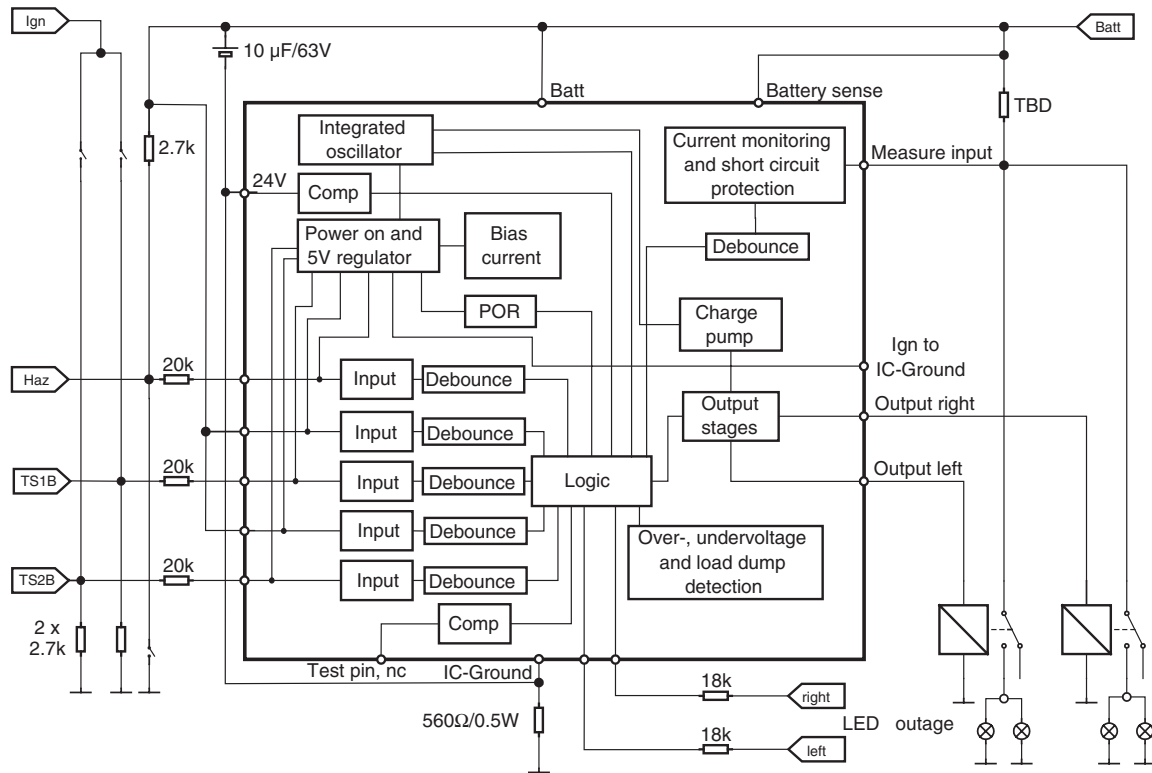 Ign
Batt
10 µF/63V
Batt
Battery sense
TBD
2.7k
Integrated
oscillator
Current monitoring
and short circuit
protection
Measure input
24V
Comp
Power on and
5V regulator
Bias
current
Debounce
POR
Charge
pump
Ign to
IC-Ground
Haz
20k
Input
Debounce
Output
stages
Output right
Input
Debounce
TS1B
20k
Input
Debounce
Logic
Output left
Input
Debounce
Over-, undervoltage
and load dump
detection
TS2B
20k
Input
Debounce
2 x
2.7k
Comp
Test pin, nc
IC-Ground
18k
right
560Ω/0.5W
LED outage
18k
left